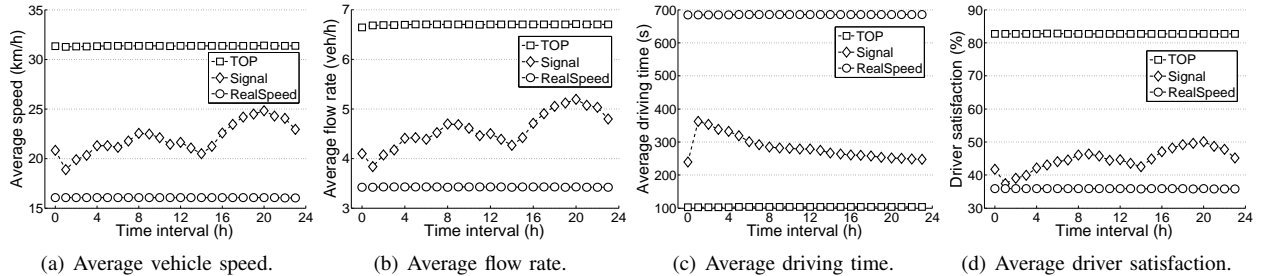 Average speed (km/h)
35
30
25
20
15
0 4 8 12 16 20 24
Time interval (h)
TOP
Signal
RealSpeed
(a) Average vehicle speed.
Average flow rate (veh/h)
7
6
5
4
3
0 4 8 12 16 20 24
Time interval (h)
TOP
Signal
RealSpeed
(b) Average flow rate.
Average driving time (s)
700
600
500
400
300
200
100
0 4 8 12 16 20 24
Time interval (h)
TOP
Signal
RealSpeed
(c) Average driving time.
Driver satisfaction (%)
90
80
70
60
50
40
30
0 4 8 12 16 20 24
Time interval (h)
TOP
Signal
RealSpeed
(d) Average driver satisfaction.